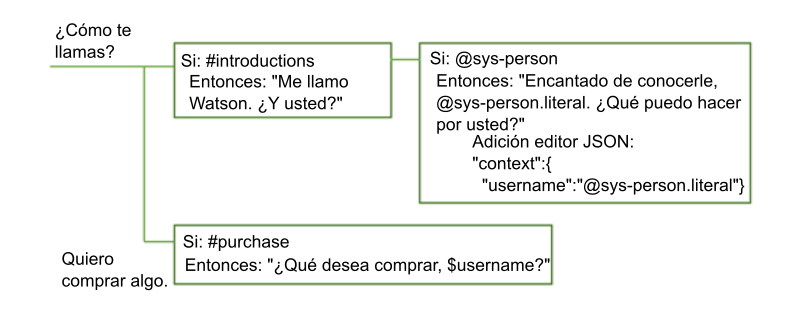 ¿Cómo te
llamas?
Si: #introductions
Entonces: "Me llamo
Watson. ¿Y usted?"
Si: @sys-person
Entonces: "Encantado de conocerle,
@sys-person.literal. ¿Qué puedo hacer
por usted?"
Adición editor JSON:
"context":{
"username":"@sys-person.literal"}
Quiero
comprar algo.
Si: #purchase
Entonces: "¿Qué desea comprar, $username?"